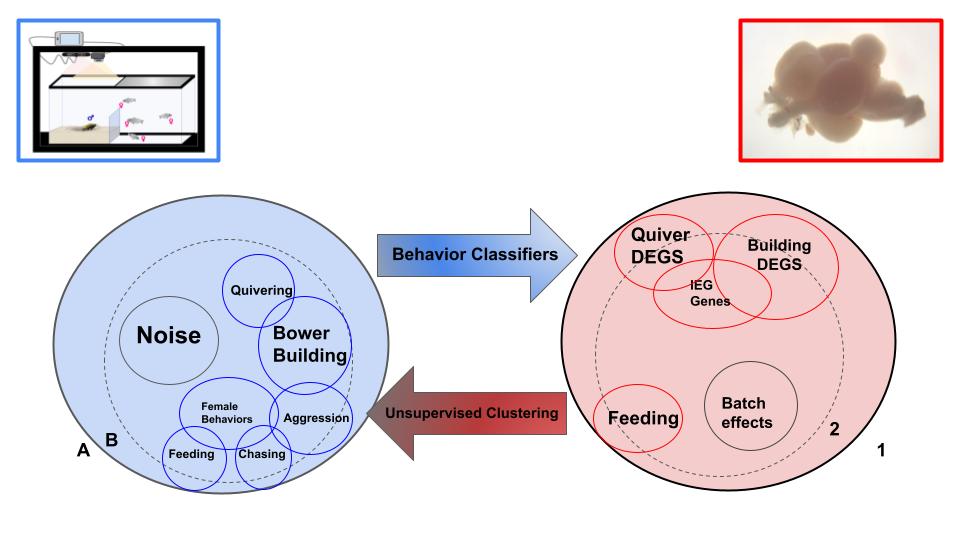 Behavior Classifiers
Unsupervised Clustering
Quivering
Noise
Bower
Building
Female
Behaviors
Aggression
Feeding
Chasing
A
B
Quiver
DEGS
Building
DEGS
IEG
Genes
Feeding
Batch
effects
2
1